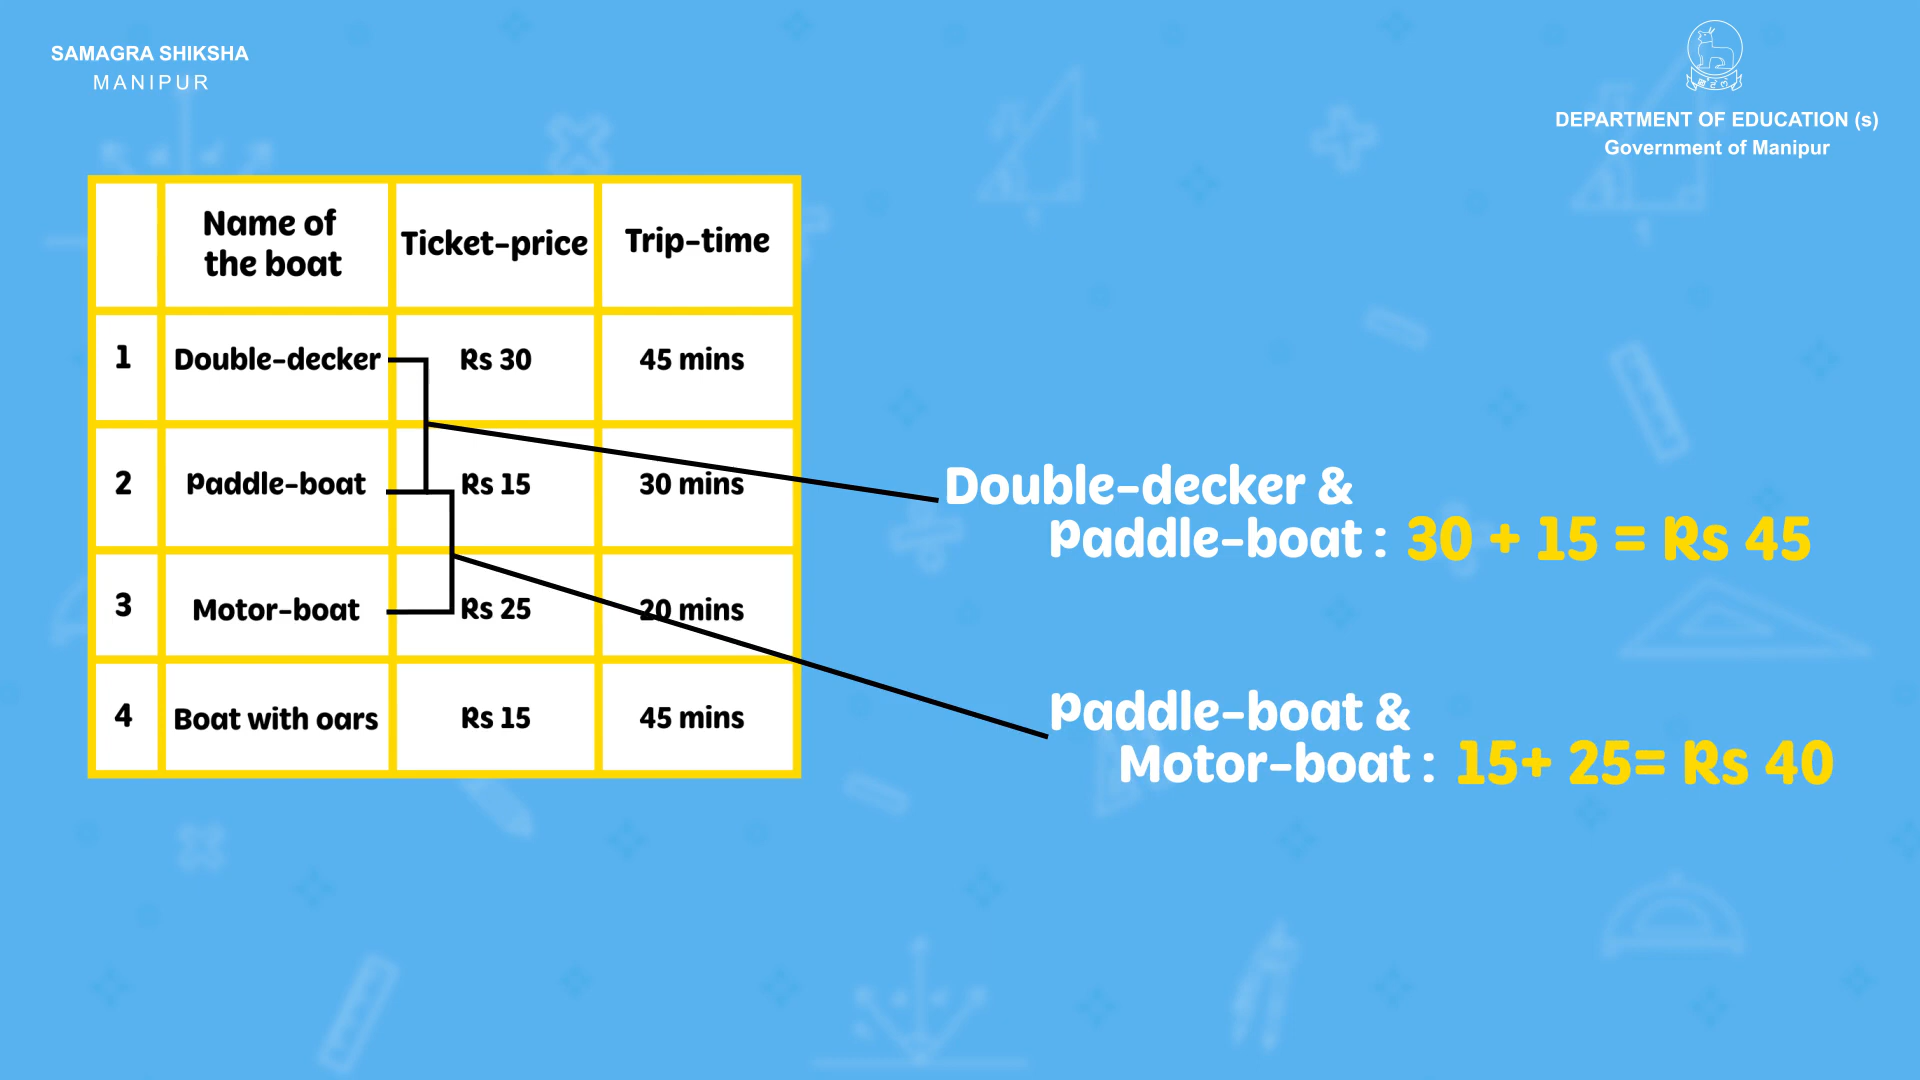 SAMAGRA SHIKSHA
MANIPUR
DEPARTMENT OF EDUCATION (s)
Government of Manipur
Name of
the boat
Ticket-price
Trip-time
1 Double-decker Rs 30 45 mins
2 Paddle-boat Rs 15 30 mins
3 Motor-boat Rs 25 20 mins
4 Boat with oars Rs 15 45 mins
Double-decker &
Paddle-boat : 30 + 15 = Rs 45
Paddle-boat &
Motor-boat : 15+ 25= Rs 40